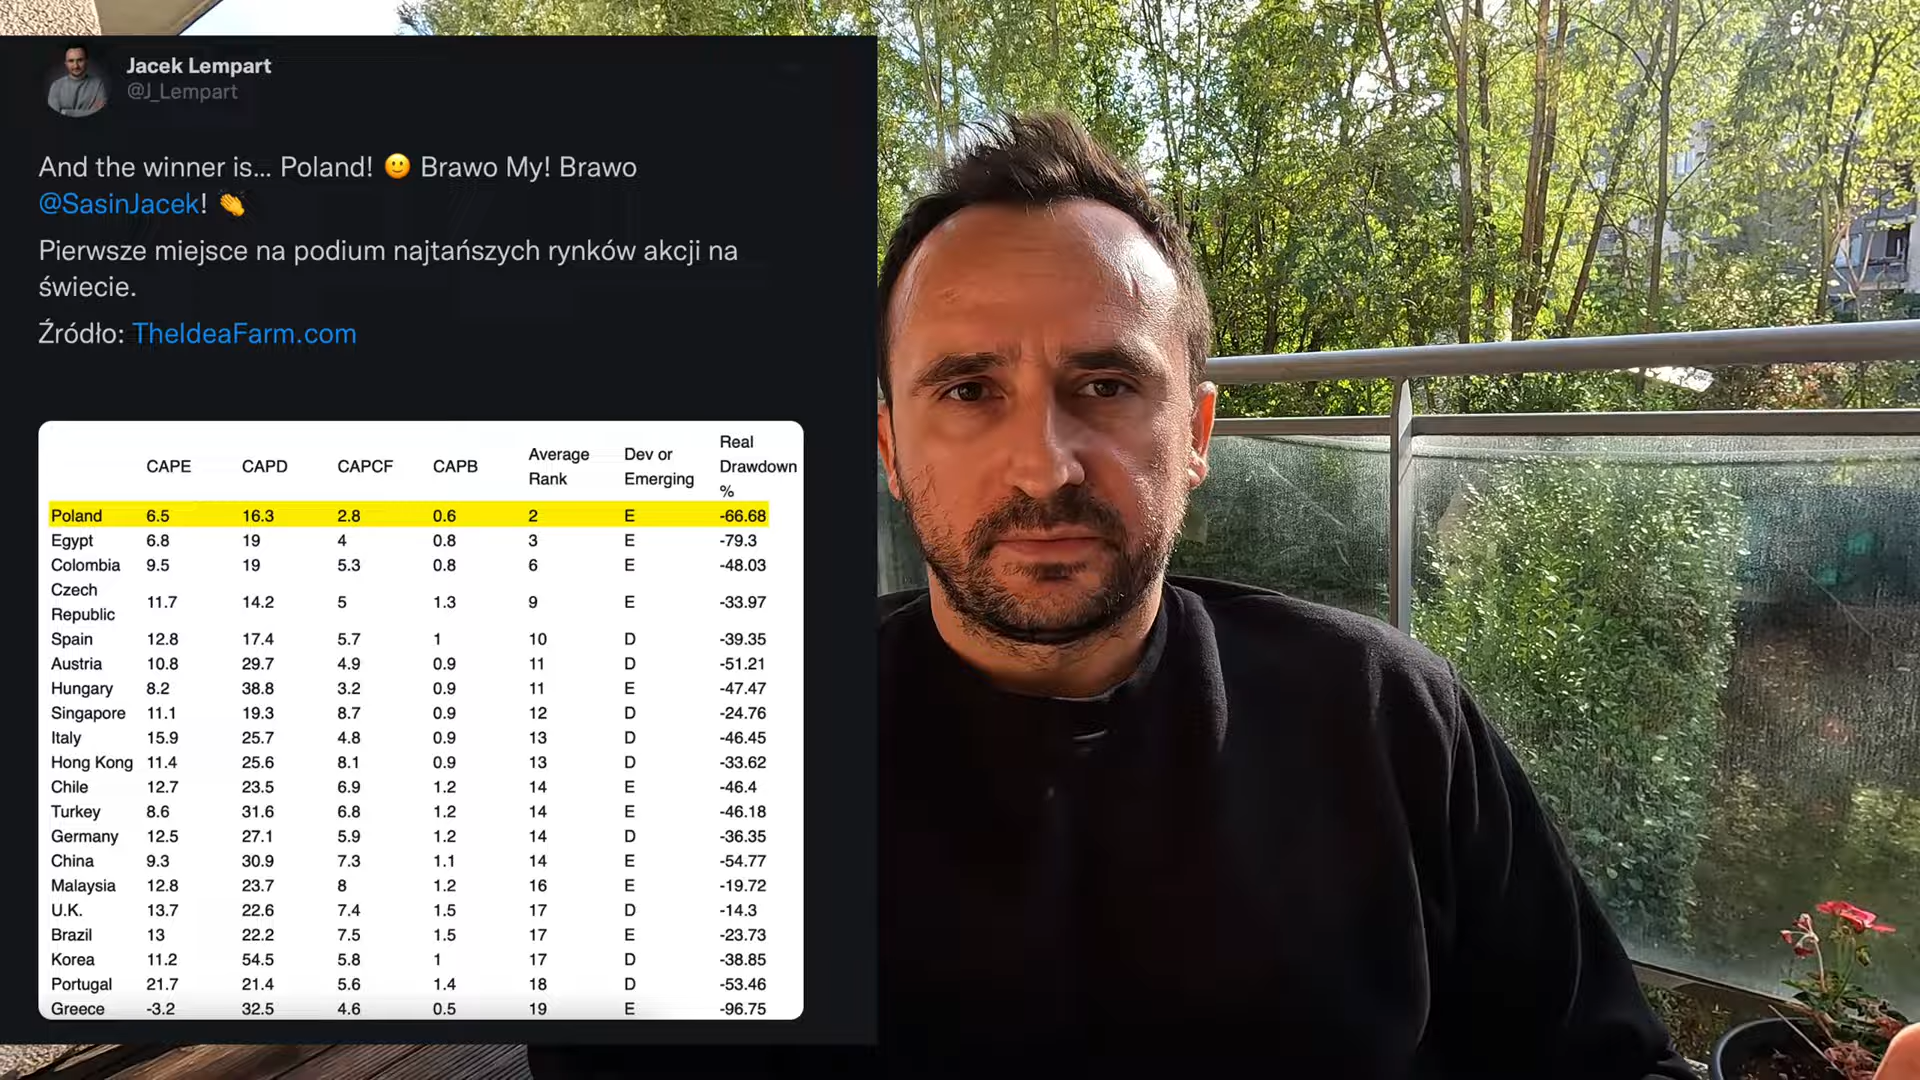 Jacek Lempart
@J_Lempart
And the winner is... Poland! 🙂 Brawo My! Brawo
@SasinJacek! 👏
Pierwsze miejsce na podium najtańszych rynków akcji na
świecie.
Źródło: TheIdeaFarm.com
CAPE CAPD CAPCF CAPB Average Rank Dev or Emerging Real Drawdown %
Poland 6.5 16.3 2.8 0.6 2 E -66.68
Egypt 6.8 19 4 0.8 3 E -79.3
Colombia 9.5 19 5.3 0.8 6 E -48.03
Czech Republic 11.7 14.2 5 1.3 9 E -33.97
Spain 12.8 17.4 5.7 1 10 D -39.35
Austria 10.8 29.7 4.9 0.9 11 D -51.21
Hungary 8.2 38.8 3.2 0.9 11 E -47.47
Singapore 11.1 19.3 8.7 0.9 12 D -24.76
Italy 15.9 25.7 4.8 0.9 13 D -46.45
Hong Kong 11.4 25.6 8.1 0.9 13 D -33.62
Chile 12.7 23.5 6.9 1.2 14 E -46.4
Turkey 8.6 31.6 6.8 1.2 14 E -46.18
Germany 12.5 27.1 5.9 1.2 14 D -36.35
China 9.3 30.9 7.3 1.1 14 E -54.77
Malaysia 12.8 23.7 8 1.2 16 E -19.72
U.K. 13.7 22.6 7.4 1.5 17 D -14.3
Brazil 13 22.2 7.5 1.5 17 E -23.73
Korea 11.2 54.5 5.8 1 17 D -38.85
Portugal 21.7 21.4 5.6 1.4 18 D -53.46
Greece -3.2 32.5 4.6 0.5 19 E -96.75